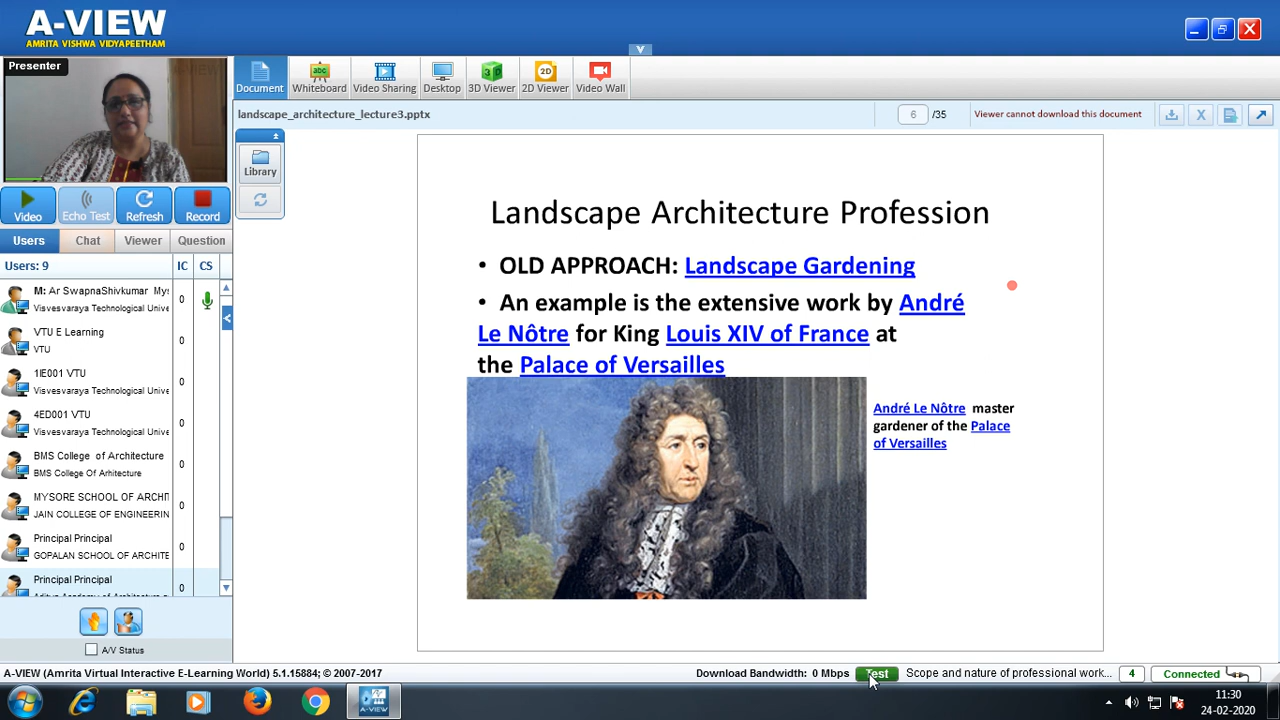 A-VIEW
AMRITA VISHWA VIDYAPEETHAM
Presenter
A-VIEW
Document
Whiteboard
Video Sharing
Desktop
3D Viewer
2D Viewer
Video Wall
landscape_architecture_lecture3.pptx
6 /35
Viewer cannot download this document
Library
Video
Echo Test
Refresh
Record
Users
Chat
Viewer
Question
Users: 9
IC
CS
M: Ar SwapnaShivkumar Mys
Visvesvaraya Technological Unive
0
VTU E Learning
VTU
0
1IE001 VTU
Visvesvaraya Technological Unive
0
4ED001 VTU
Visvesvaraya Technological Unive
0
BMS College of Architecture
BMS College Of Arhitecture
0
MYSORE SCHOOL OF ARCHI
JAIN COLLEGE OF ENGINEERIN
0
Principal Principal
GOPALAN SCHOOL OF ARCHITE
0
Principal Principal
Aditya Academy of Architecture
0
A/V Status
Landscape Architecture Profession
• OLD APPROACH: Landscape Gardening
• An example is the extensive work by André
Le Nôtre for King Louis XIV of France at
the Palace of Versailles
André Le Nôtre master
gardener of the Palace
of Versailles
A-VIEW (Amrita Virtual Interactive E-Learning World) 5.1.15884; © 2007-2017
Download Bandwidth: 0 Mbps
Test
Scope and nature of professional work...
4
Connected
11:30
24-02-2020